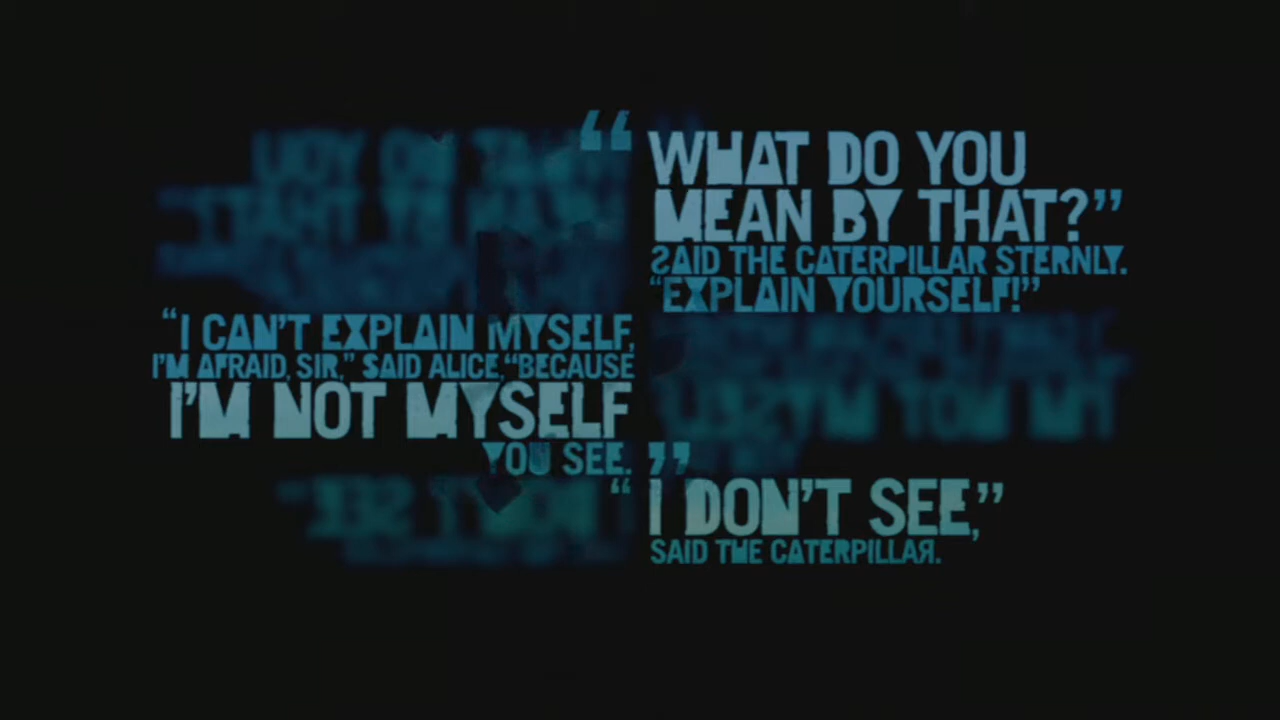 “WHAT DO YOU
MEAN BY THAT?”
SAID THE CATERPILLAR STERNLY.
“EXPLAIN YOURSELF!”
“I CAN’T EXPLAIN MYSELF,
I’M AFRAID, SIR,” SAID ALICE, “BECAUSE
I’M NOT MYSELF
YOU SEE.”
“I DON’T SEE,”
SAID THE CATERPILLAR.